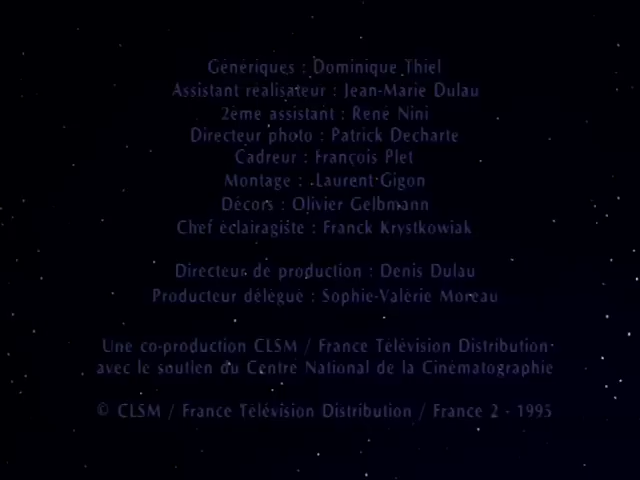 Génériques : Dominique Thiel
Assistant réalisateur : Jean-Marie Dulau
2ème assistant : René Nini
Directeur photo : Patrick Decharte
Cadreur : François Plet
Montage : Laurent Gigon
Décors : Olivier Gelbmann
Chef éclairagiste : Franck Krystkowiak
Directeur de production : Denis Dulau
Producteur délégué : Sophie-Valérie Moreau
Une co-production CLSM / France Télévision Distribution
avec le soutien du Centre National de la Cinématographie
© CLSM / France Télévision Distribution / France 2 - 1995